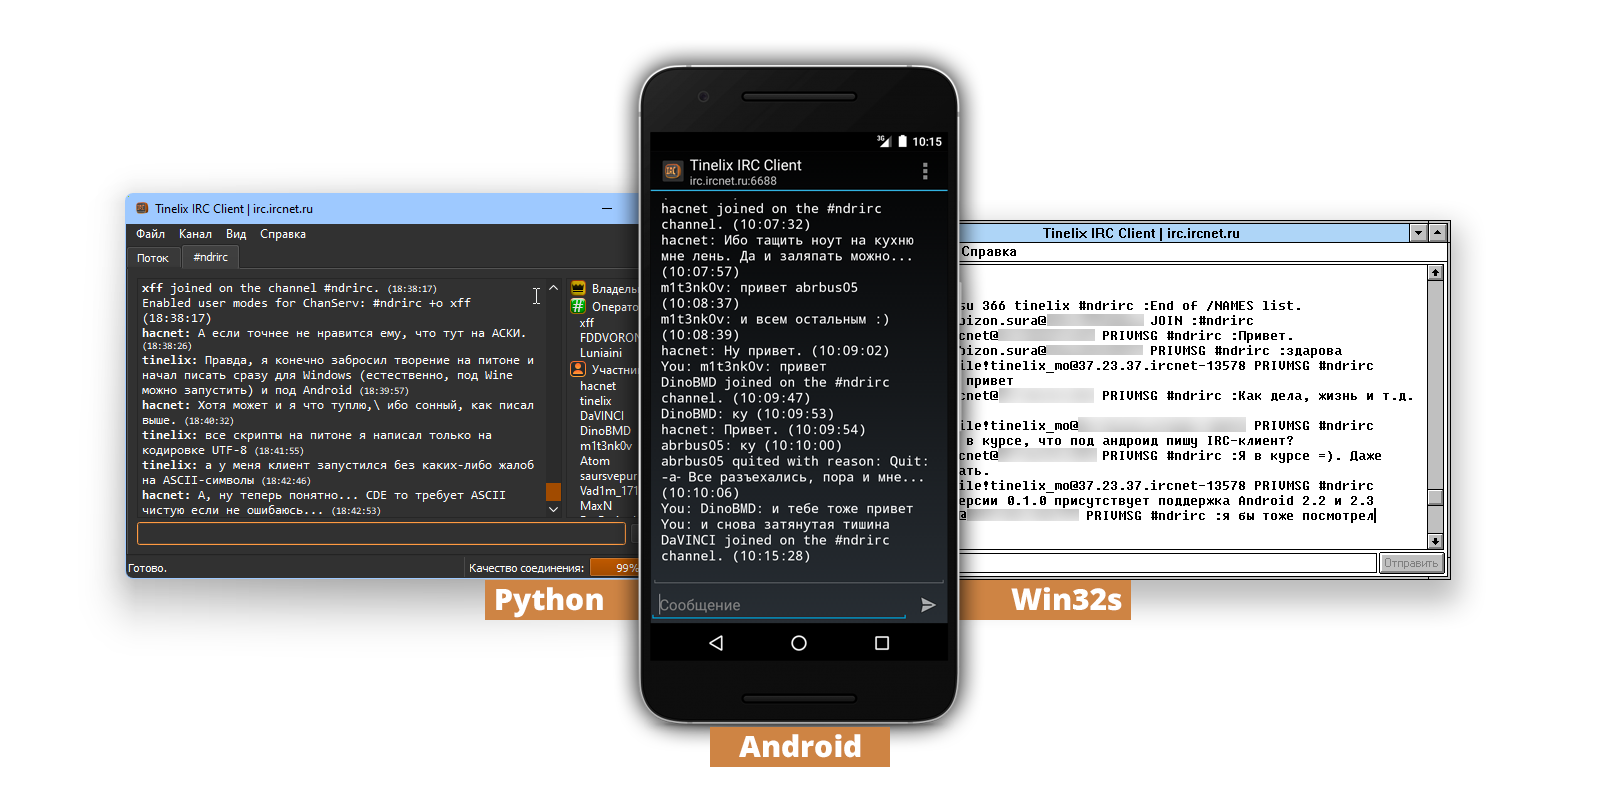 Tinelix IRC Client | irc.ircnet.ru
Файл Канал Вид Справка
Поток #ndrirc
xff joined on the channel #ndrirc. (18:38:17)
Enabled user modes for ChanServ: #ndrirc +o xff
(18:38:17)
hacnet: А если точнее не нравится ему, что тут на АСКИ.
(18:38:26)
tinelix: Правда, я конечно забросил творение на питоне и
начал писать сразу для Windows (естественно, под Wine
можно запустить) и под Android (18:39:57)
hacnet: Хотя может и я что туплю,\ ибо сонный, как писал
выше. (18:40:32)
tinelix: все скрипты на питоне я написал только на
кодировке UTF-8 (18:41:55)
tinelix: а у меня клиент запустился без каких-либо жалоб
на ASCII-символы (18:42:46)
hacnet: А, ну теперь понятно... CDE то требует ASCII
чистую если не ошибаюсь... (18:42:53)
Владель
Операто
xff
FDDVORON
Luniaini
Участни
hacnet
tinelix
DaVINCI
DinoBMD
m1t3nk0v
Atom
saursvepur
Vad1m_171
MaxN
Готово.
Качество соединения: 99%
Python
3G 10:15
IRC
Tinelix IRC Client
irc.ircnet.ru:6688
hacnet joined on the #ndrirc
channel. (10:07:32)
hacnet: Ибо тащить ноут на кухню
мне лень. Да и заляпать можно...
(10:07:57)
m1t3nk0v: привет abrbus05
(10:08:37)
m1t3nk0v: и всем остальным :)
(10:08:39)
hacnet: Ну привет. (10:09:02)
You: m1t3nk0v: привет
DinoBMD joined on the #ndrirc
channel. (10:09:47)
DinoBMD: ку (10:09:53)
hacnet: Привет. (10:09:54)
abrbus05: ку (10:10:00)
abrbus05 quited with reason: Quit:
-а- Все разъехались, пора и мне...
(10:10:06)
You: DinoBMD: и тебе тоже привет
You: и снова затянутая тишина
DaVINCI joined on the #ndrirc
channel. (10:15:28)
Сообщение
Android
Tinelix IRC Client | irc.ircnet.ru
Справка
su 366 tinelix #ndrirc :End of /NAMES list.
bizon.sura@ JOIN :#ndrirc
cnet@ PRIVMSG #ndrirc :Привет.
bizon.sura@ PRIVMSG #ndrirc :здарова
ile!tinelix_mo@37.23.37.ircnet-13578 PRIVMSG #ndrirc
привет
cnet@ PRIVMSG #ndrirc :Как дела, жизнь и т.д.
ile!tinelix_mo@ PRIVMSG #ndrirc
в курсе, что под андроид пишу IRC-клиент?
cnet@ PRIVMSG #ndrirc :Я в курсе =). Даже
ать.
ile!tinelix_mo@37.23.37.ircnet-13578 PRIVMSG #ndrirc
ерсии 0.1.0 присутствует поддержка Android 2.2 и 2.3
@ PRIVMSG #ndrirc :я бы тоже посмотрел
Отправить
Win32s